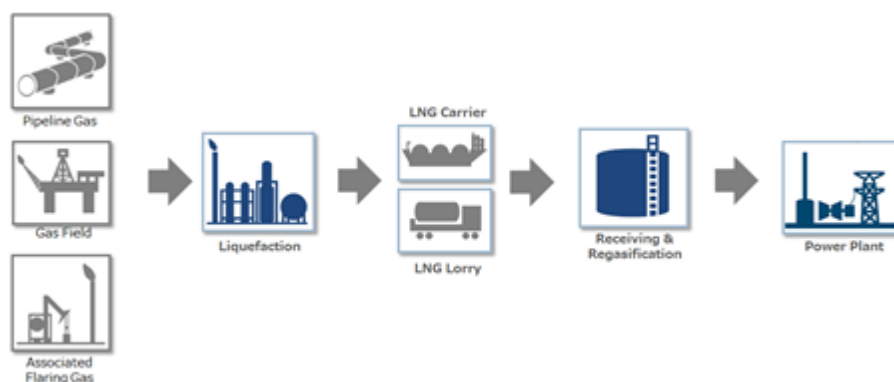 Pipeline Gas
Gas Field
Associated
Flaring Gas
Liquefaction
LNG Carrier
LNG Lorry
Receiving &
Regasification
Power Plant